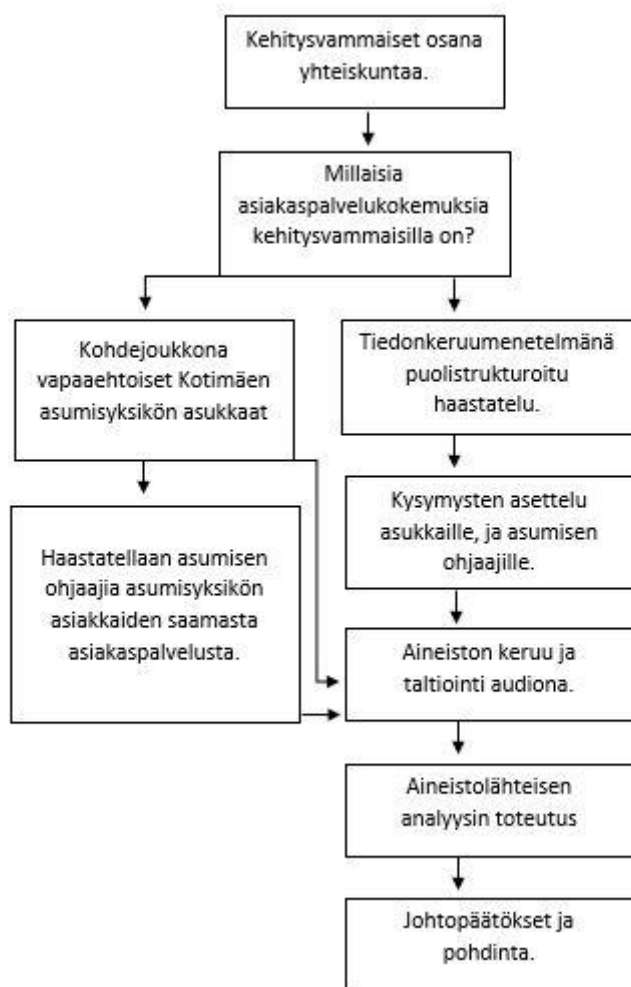 Kehitysvammaiset osana
yhteiskuntaa.
Millaisia
asiakaspalvelukokemuksia
kehitysvammaisilla on?
Kohdejoukkona
vapaaehtoiset Kotimäen
asumisyksikön asukkaat
Tiedonkeruumenetelmänä
puolistrukturoitu
haastatelu.
Haastatellaan asumisen
ohjaajia asumisyksikön
asiakkaiden saamasta
asiakaspalvelusta.
Kysymysten asettelu
asukkaille, ja asumisen
ohjaajille.
Aineiston keruu ja
taltiointi audiona.
Aineistolähteisen
analyysin toteutus
Johtopäätökset ja
pohdinta.